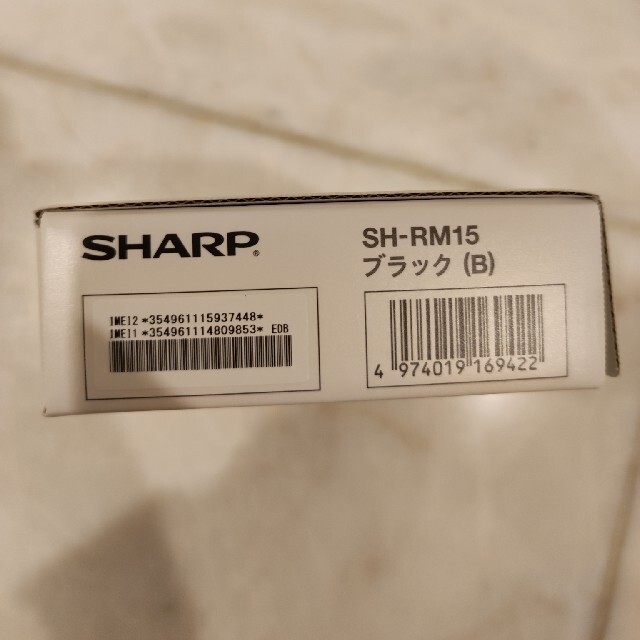 SHARP®
SH-RM15
ブラック (B)
IMEI2 *354961115937448*
IMEI1 *354961114809853* EDB
4 974019 169422